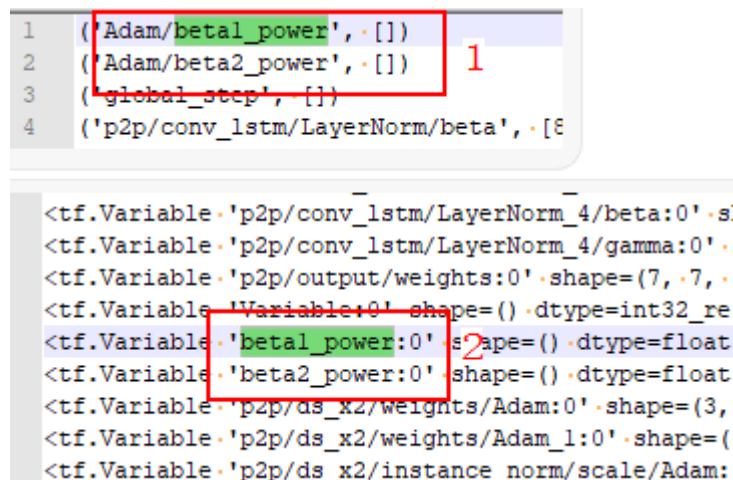 1 ('Adam/beta1_power', [])
2 ('Adam/beta2_power', []) 1
3 ('global_step', [])
4 ('p2p/conv_lstm/LayerNorm/beta', [8
<tf.Variable 'p2p/conv_lstm/LayerNorm_4/beta:0' s
<tf.Variable 'p2p/conv_lstm/LayerNorm_4/gamma:0'
<tf.Variable 'p2p/output/weights:0' shape=(7, 7,
<tf.Variable 'Variable:0' shape=() dtype=int32_re
<tf.Variable 'beta1_power:0' shape=() dtype=float 2
<tf.Variable 'beta2_power:0' shape=() dtype=float
<tf.Variable 'p2p/ds_x2/weights/Adam:0' shape=(3,
<tf.Variable 'p2p/ds_x2/weights/Adam_1:0' shape=(
<tf.Variable 'p2p/ds_x2/instance_norm/scale/Adam: